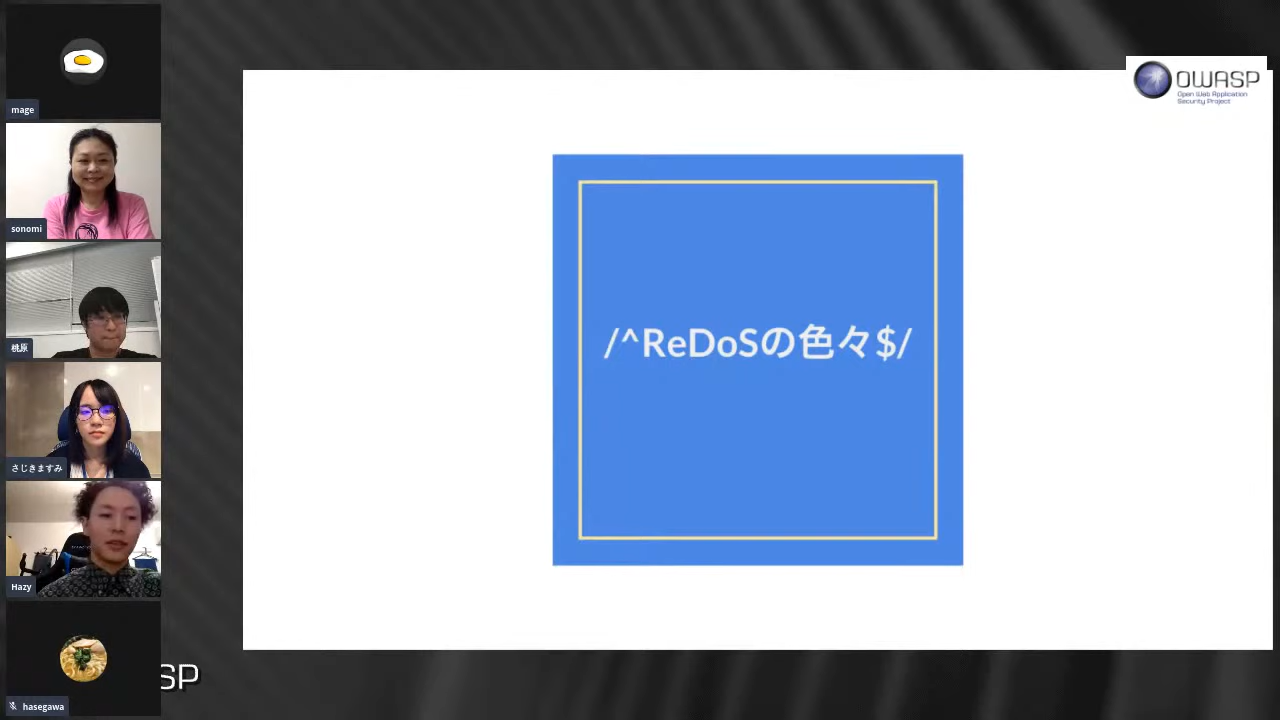 mage
sonomi
桃原
さじきますみ
Hazy
hasegawa
SP
OWASP
Open Web Application
Security Project
/^ReDoSの色々$/